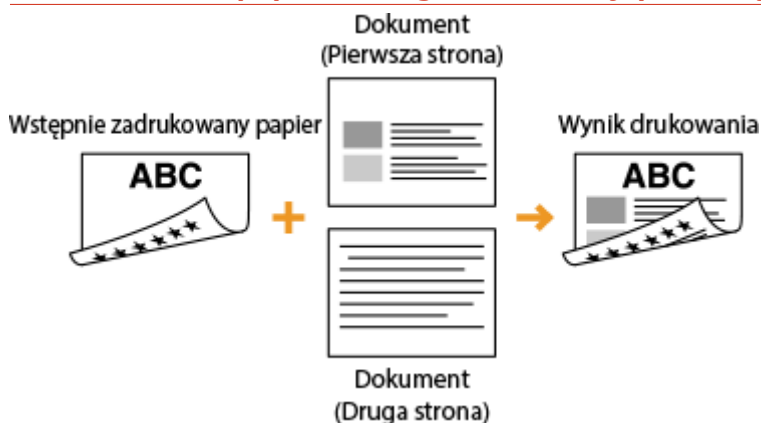 Dokument
(Pierwsza strona)
Wstępnie zadrukowany papier
ABC
Wynik drukowania
ABC
Dokument
(Druga strona)